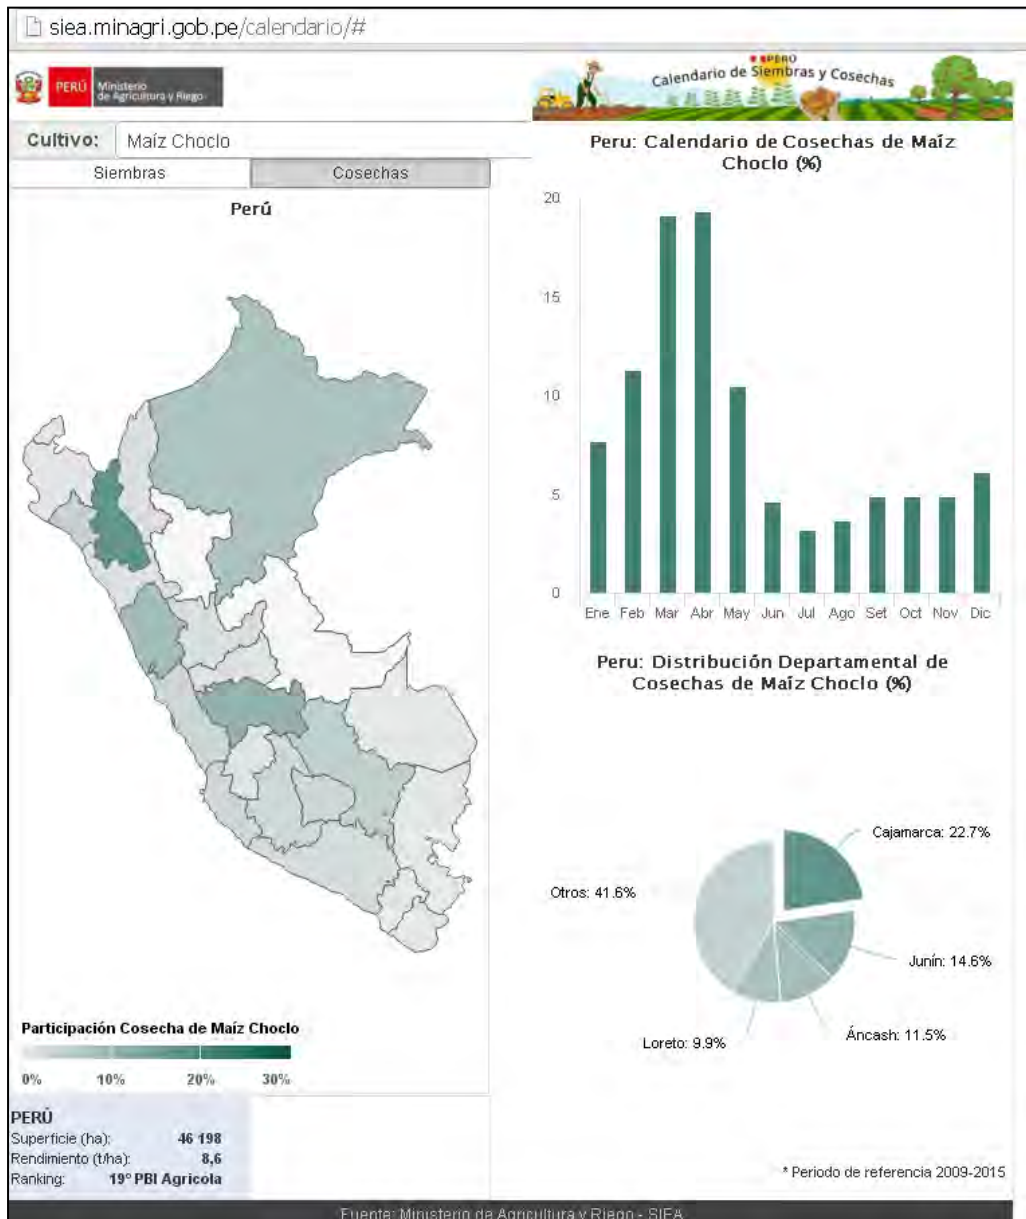 siea.minagri.gob.pe/calendario/#
PERÚ
Ministerio
de Agricultura y Riego
PERÚ
Calendario de Siembras y Cosechas
Cultivo:
Maíz Choclo
Siembras
Cosechas
Perú
Peru: Calendario de Cosechas de Maíz
Choclo (%)
20
15
10
5
0
Ene Feb Mar Abr May Jun Jul Ago Set Oct Nov Dic
Peru: Distribución Departamental de
Cosechas de Maíz Choclo (%)
Cajamarca: 22.7%
Otros: 41.6%
Junín: 14.6%
Áncash: 11.5%
Loreto: 9.9%
Participación Cosecha de Maíz Choclo
0% 10% 20% 30%
PERÚ
Superficie (ha): 46 198
Rendimiento (t/ha): 8,6
Ranking: 19° PBI Agricola
* Periodo de referencia 2009-2015
Fuente: Ministerio de Agricultura y Riego - SIEA